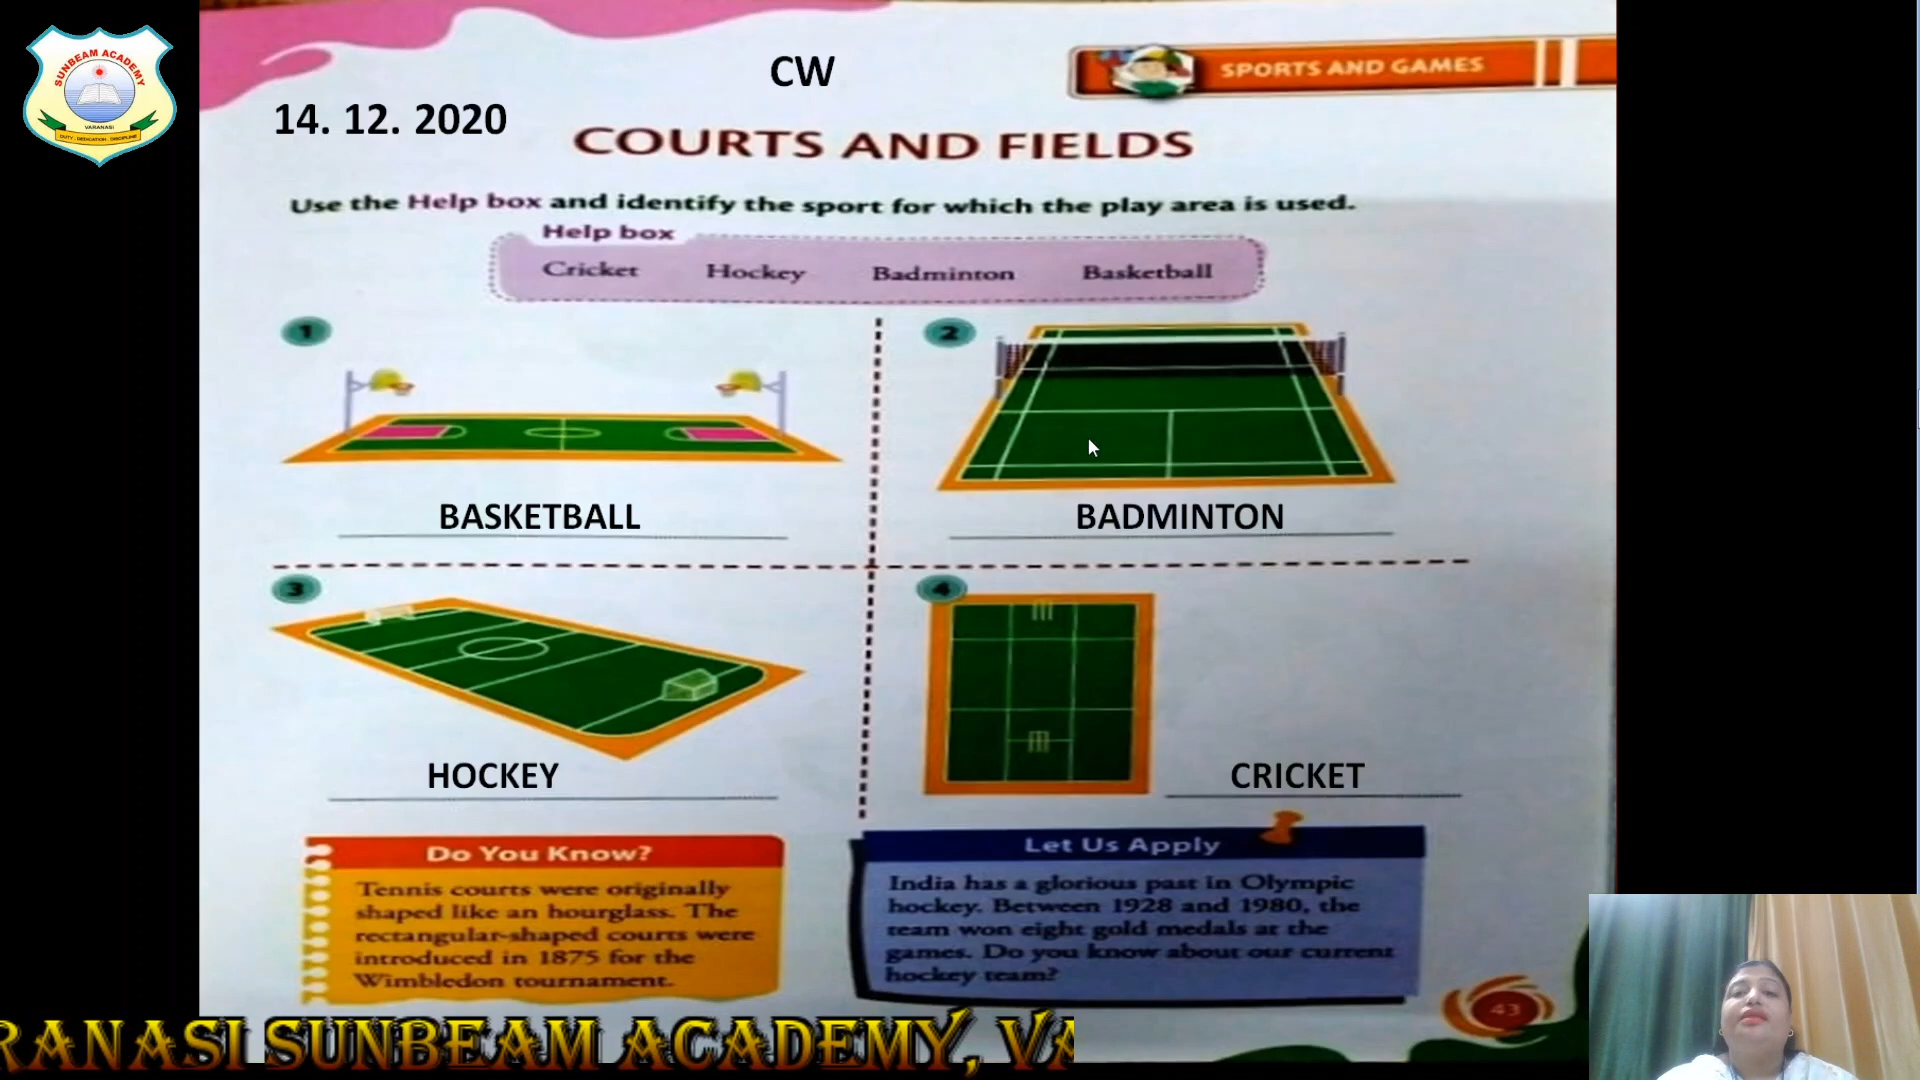 SUNBEAM ACADEMY
VARANASI
DUTY . DEDICATION . DISCIPLINE
CW
SPORTS AND GAMES
14. 12. 2020
COURTS AND FIELDS
Use the Help box and identify the sport for which the play area is used.
Help box
Cricket Hockey Badminton Basketball
1
2
BASKETBALL
BADMINTON
3
4
HOCKEY
CRICKET
Do You Know?
Tennis courts were originally
shaped like an hourglass. The
rectangular-shaped courts were
introduced in 1875 for the
Wimbledon tournament.
Let Us Apply
India has a glorious past in Olympic
hockey. Between 1928 and 1980, the
team won eight gold medals at the
games. Do you know about our current
hockey team?
43
RANASI SUNBEAM ACADEMY, VA